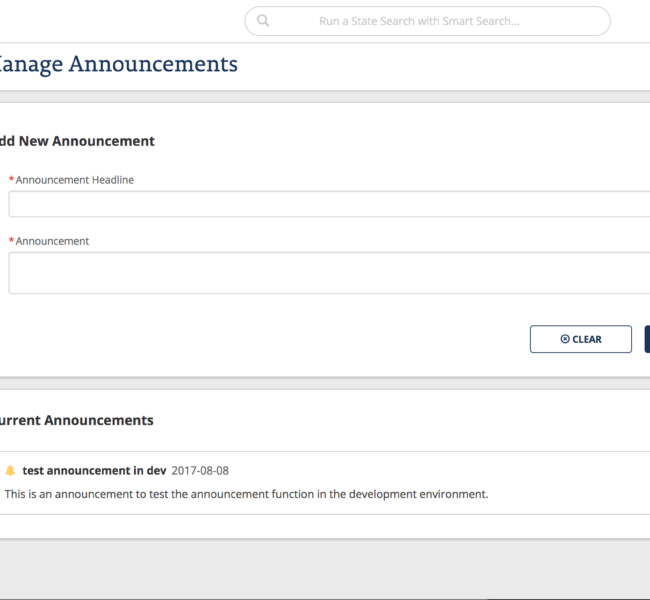 Run a State Search with Smart Search...
anage Announcements
dd New Announcement
*Announcement Headline
*Announcement
CLEAR
urrent Announcements
test announcement in dev 2017-08-08
This is an announcement to test the announcement function in the development environment.